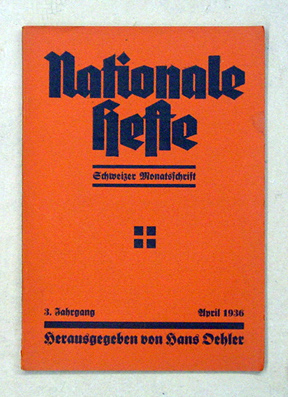 Nationale
Hefte
Schweizer Monatsschrift
3. Jahrgang April 1936
Herausgegeben von Hans Oehler